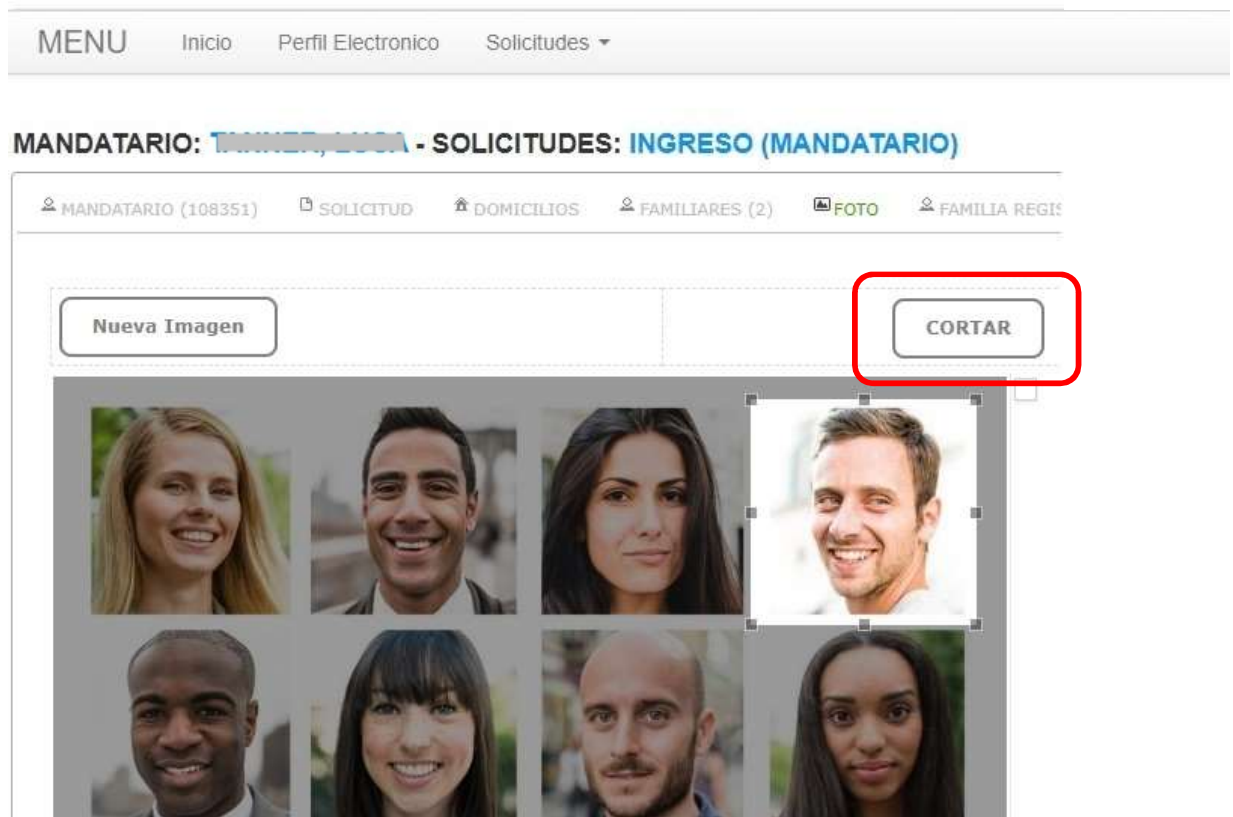 MENU Inicio Perfil Electronico Solicitudes
MANDATARIO: - SOLICITUDES: INGRESO (MANDATARIO)
MANDATARIO (108351) SOLICITUD DOMICILIOS FAMILIARES (2) FOTO FAMILIA
Nueva Imagen CORTAR